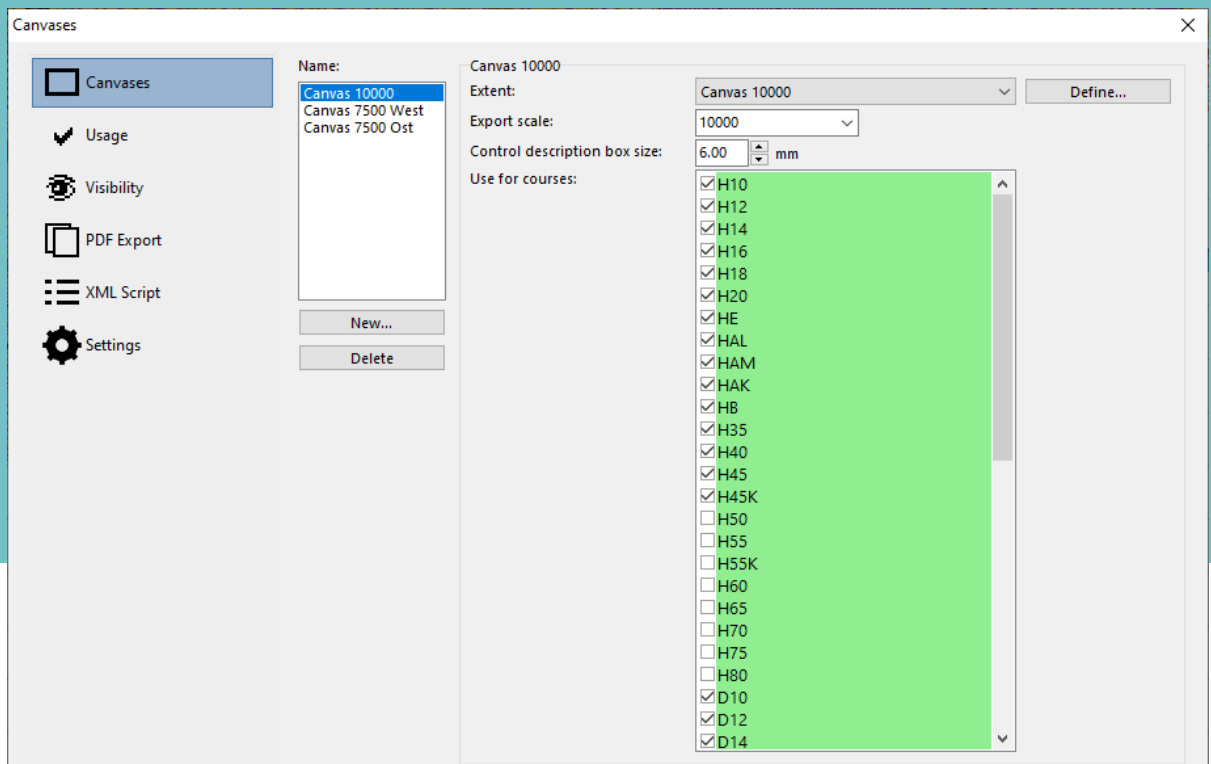 Canvases
Canvases
Usage
Visibility
PDF Export
XML Script
Settings
Name:
Canvas 10000
Canvas 7500 West
Canvas 7500 Ost
New...
Delete
Canvas 10000
Extent:
Canvas 10000
Define...
Export scale:
10000
Control description box size:
6.00 mm
Use for courses:
H10
H12
H14
H16
H18
H20
HE
HAL
HAM
HAK
HB
H35
H40
H45
H45K
H50
H55
H55K
H60
H65
H70
H75
H80
D10
D12
D14